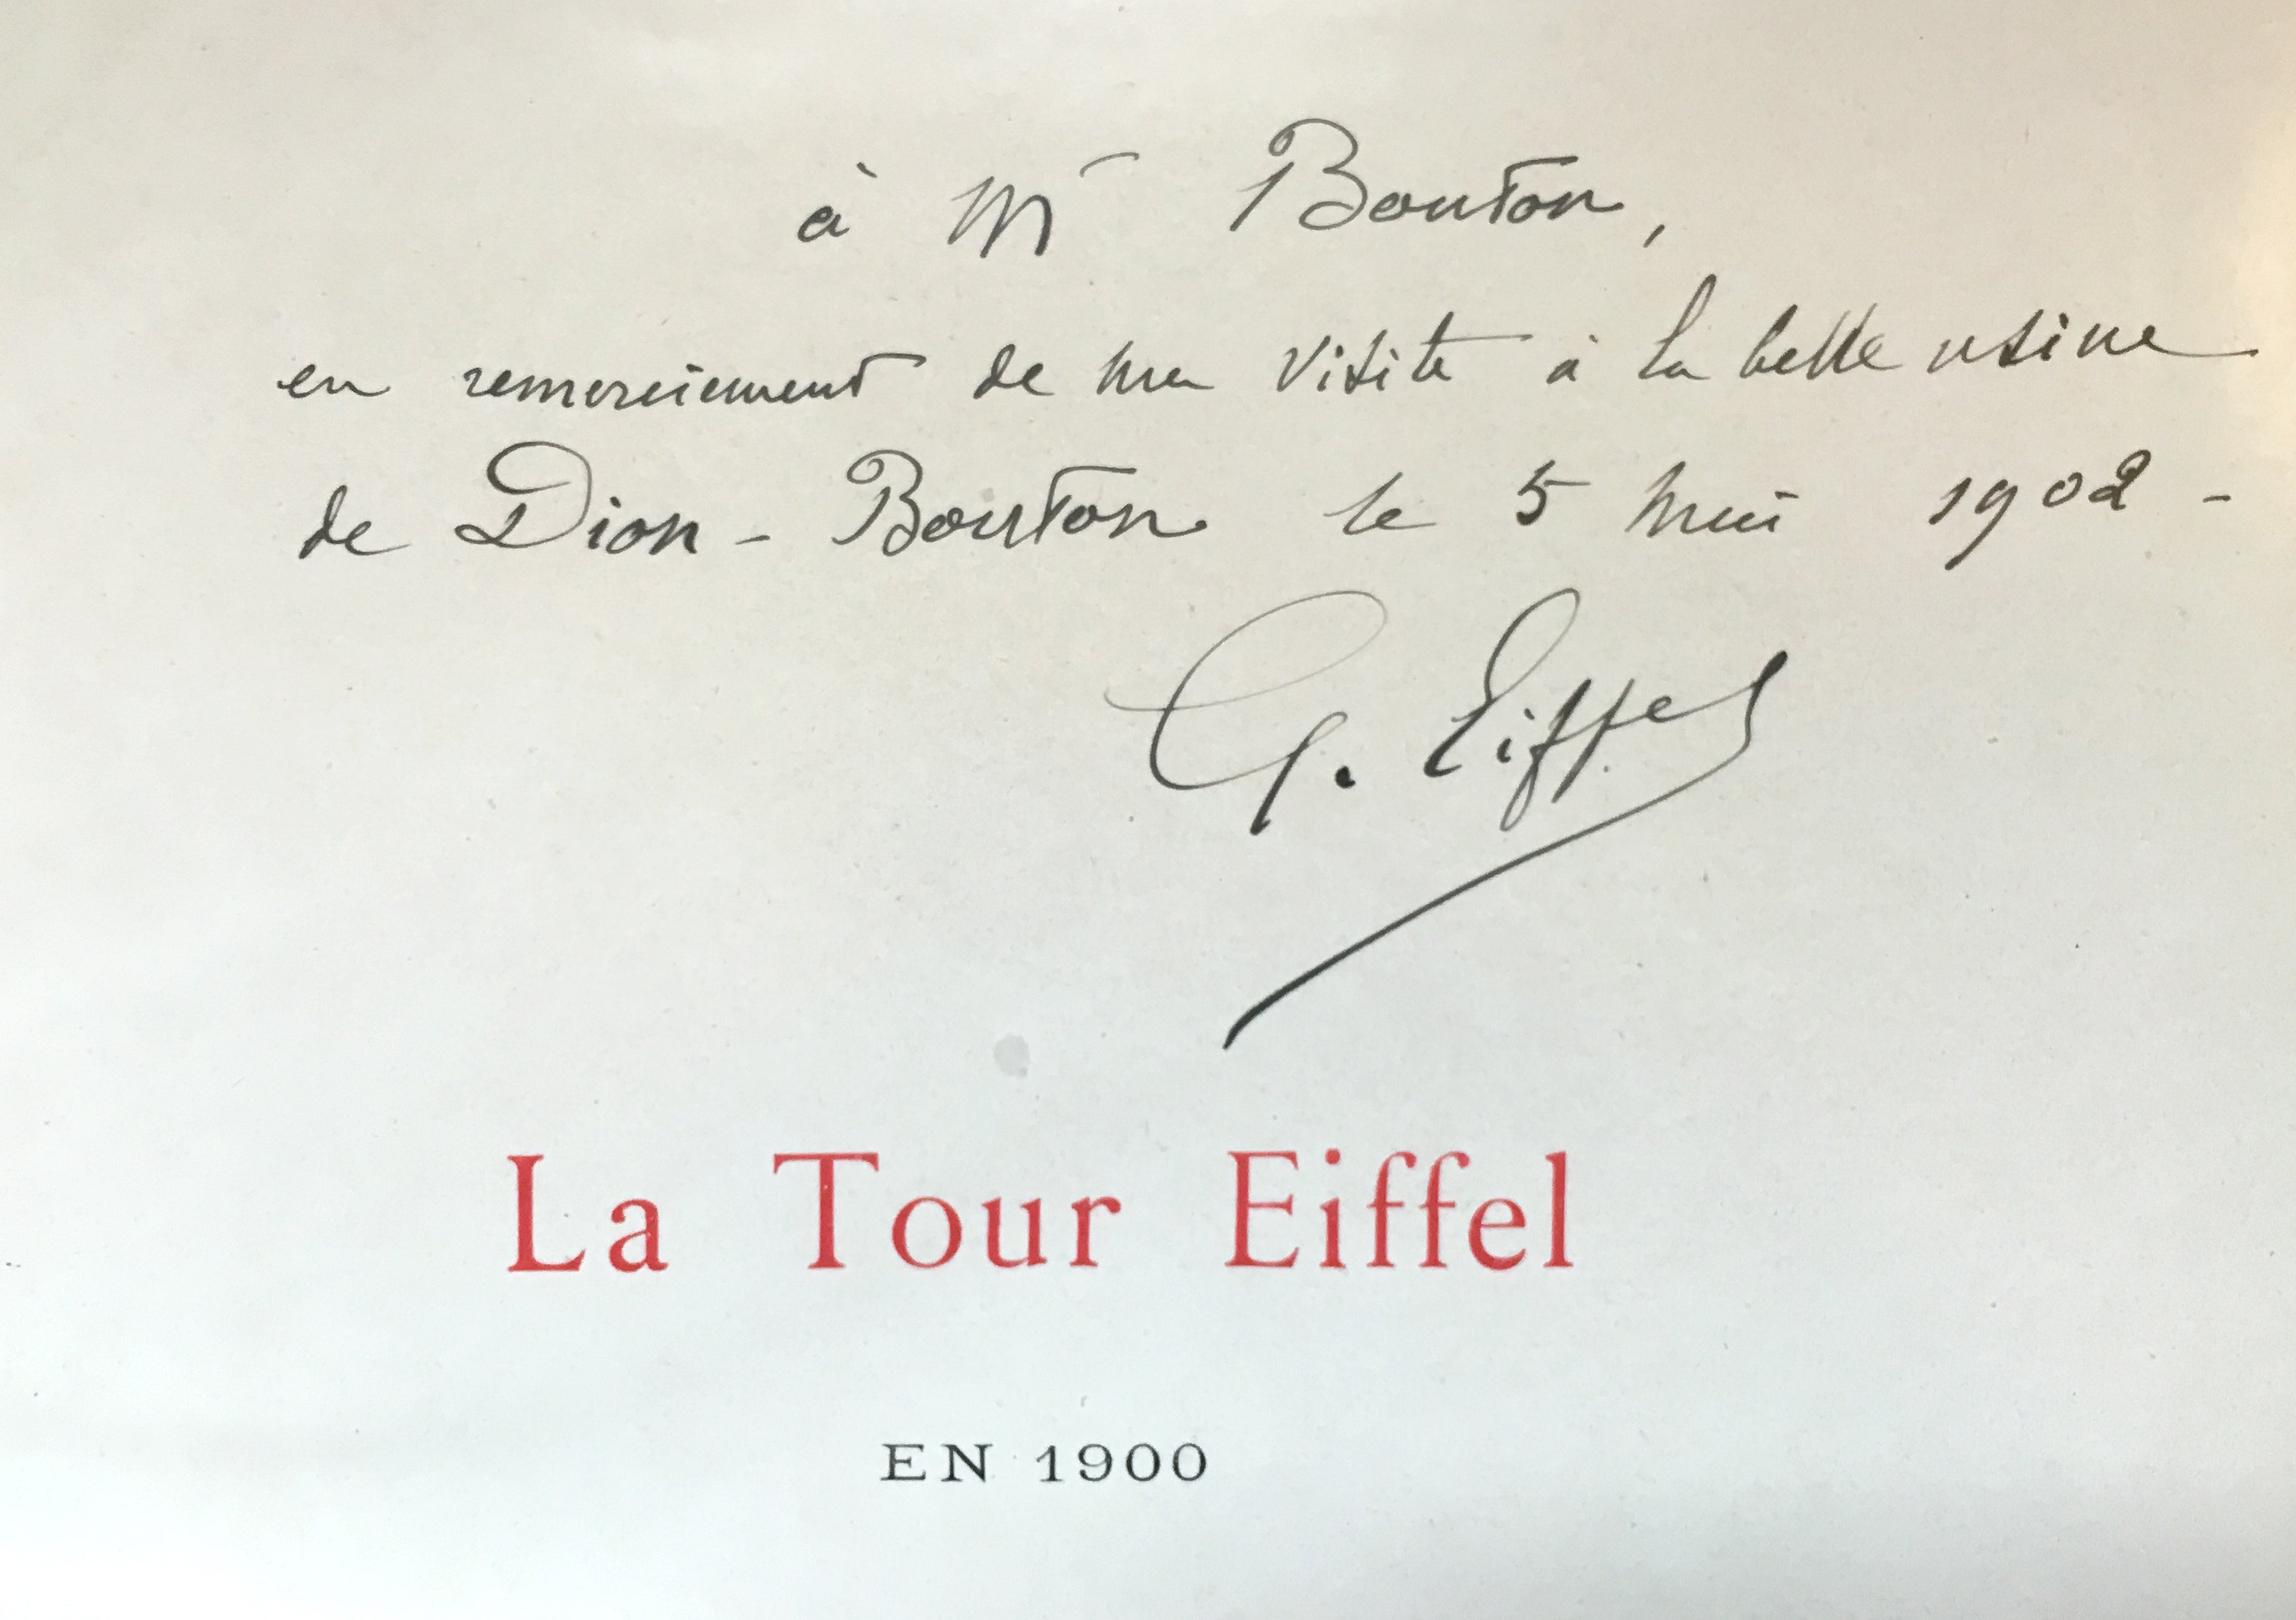 à Mr Bouton,
en remerciement de ma visite à la belle usine
de Dion - Bouton le 5 mai 1902 -
G. Eiffel
La Tour Eiffel
EN 1900